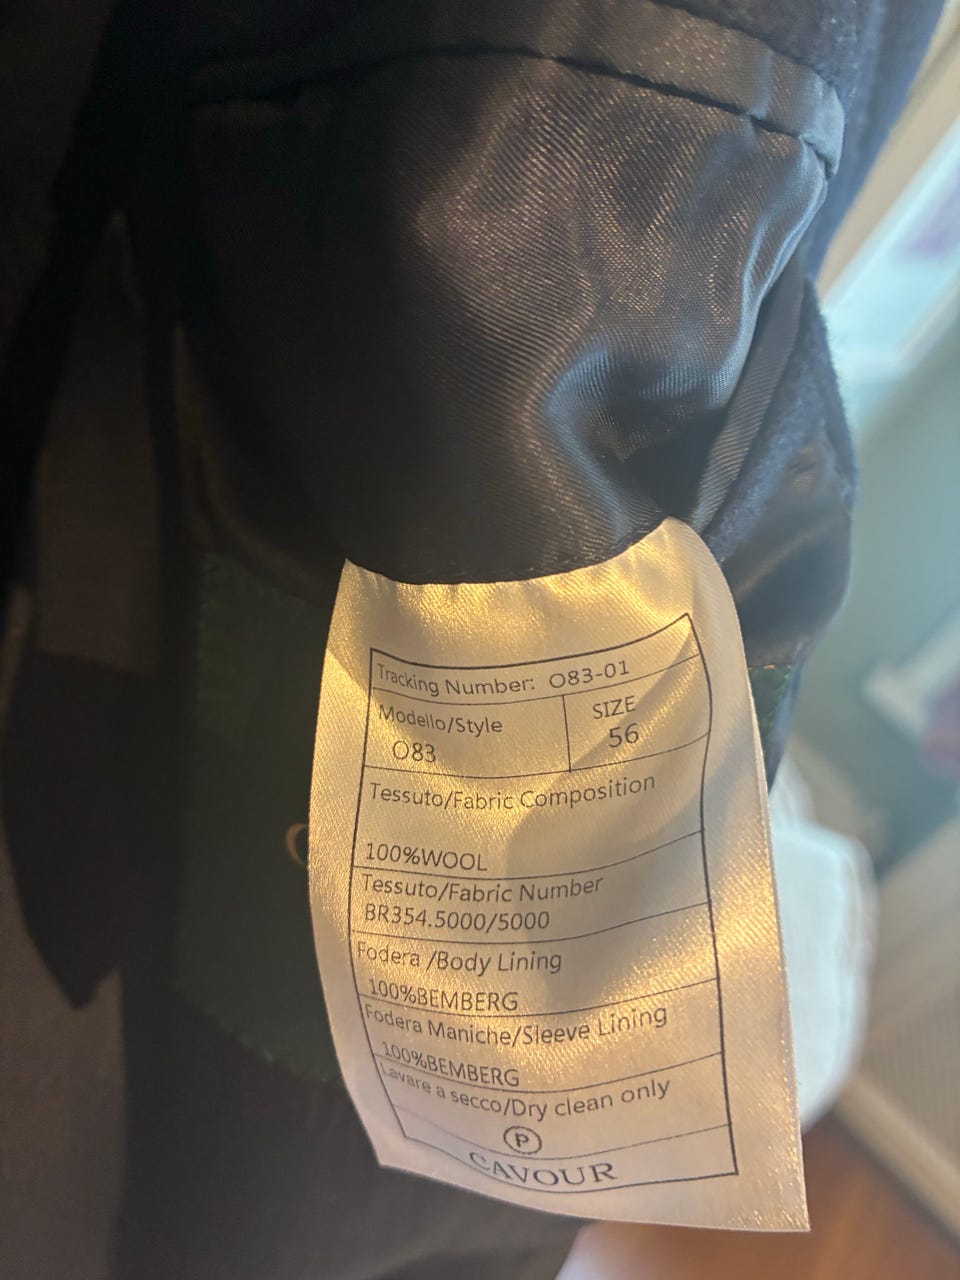 Tracking Number: O83-01
Modello/Style
O83
SIZE
56
Tessuto/Fabric Composition
100%WOOL
Tessuto/Fabric Number
BR354.5000/5000
Fodera /Body Lining
100%BEMBERG
Fodera Maniche/Sleeve Lining
100%BEMBERG
Lavare a secco/Dry clean only
P
CAVOUR